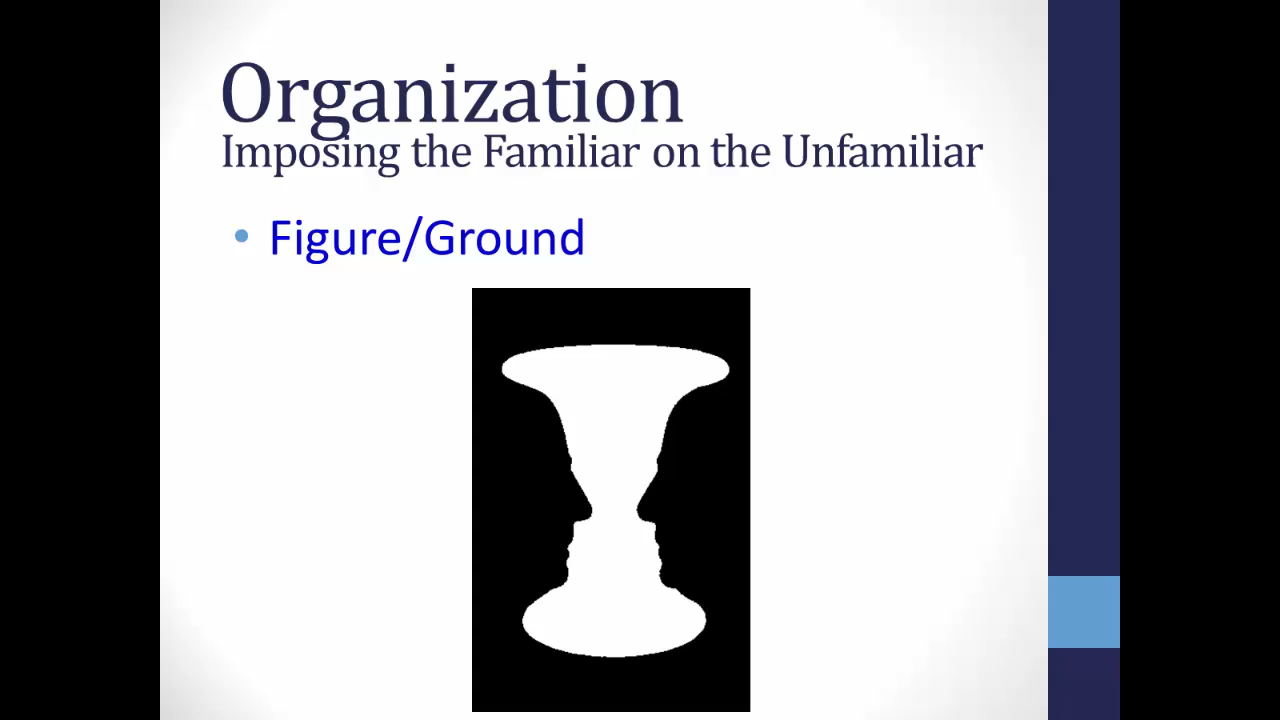 Organization
Imposing the Familiar on the Unfamiliar
• Figure/Ground